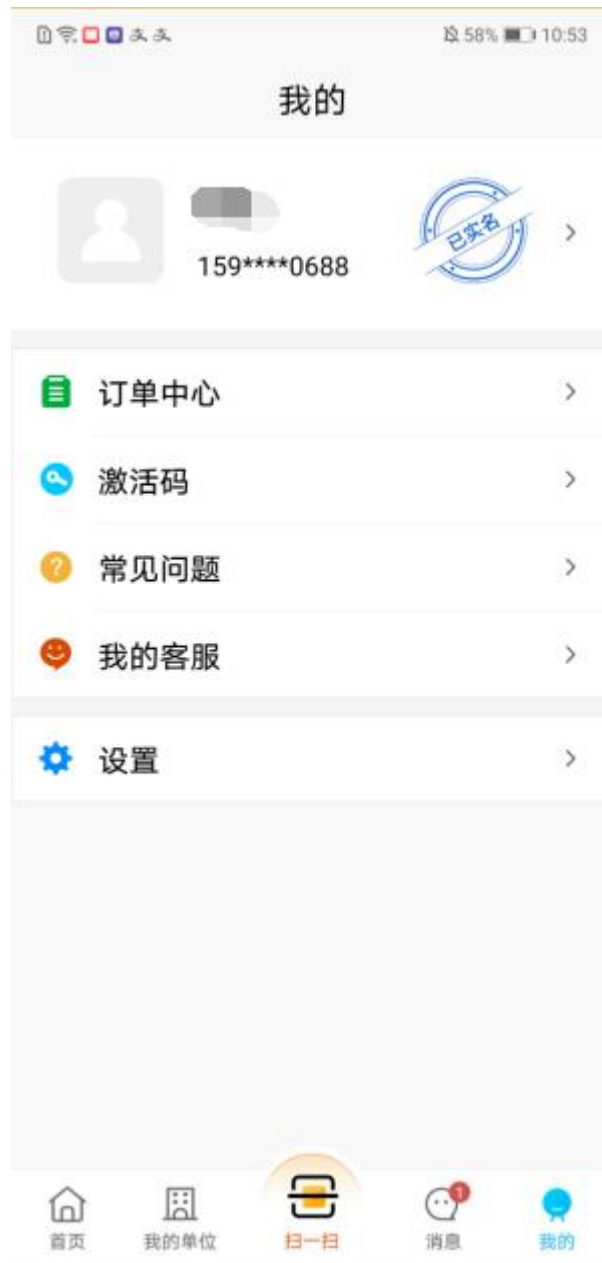 58% 10:53
我的
159****0688
已实名
订单中心
激活码
常见问题
我的客服
设置
1
首页 我的单位 扫一扫 消息 我的